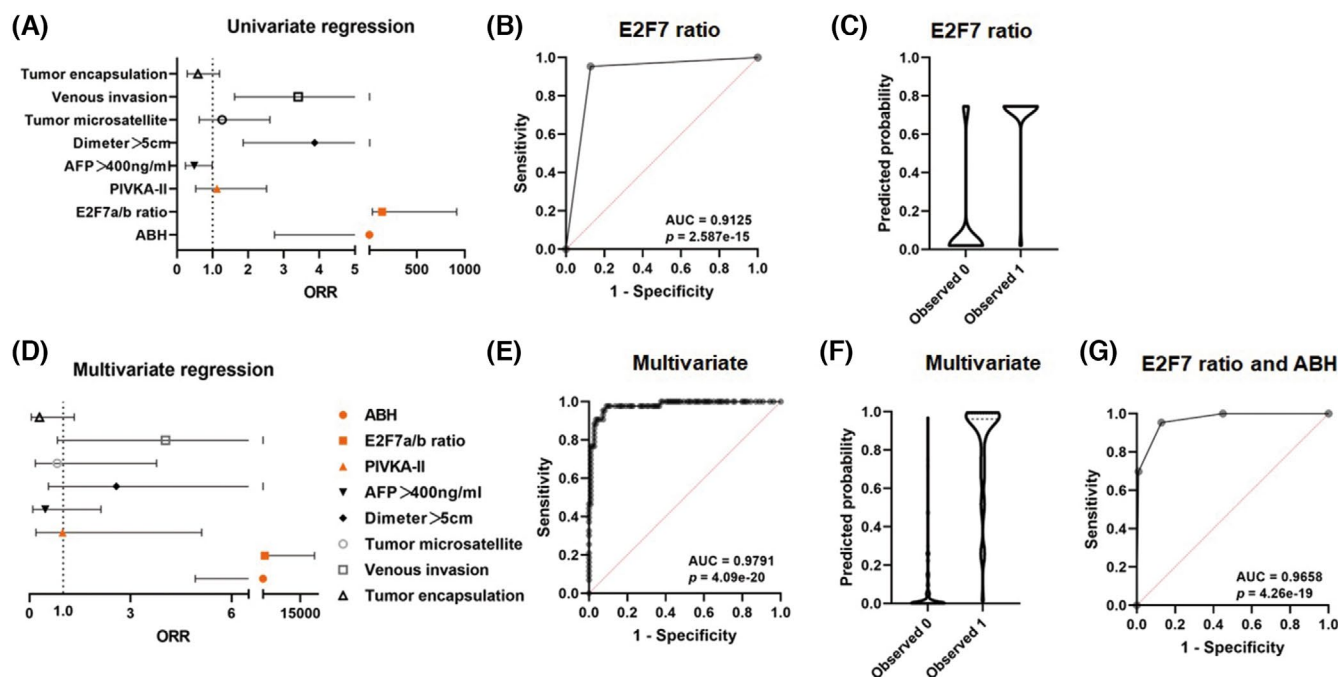 (A)
Univariate regression
Tumor encapsulation
Venous invasion
Tumor microsatellite
Dimeter>5cm
AFP>400ng/ml
PIVKA-II
E2F7a/b ratio
ABH
0 1.0 2 3 4 5 500 1000
ORR
(B)
E2F7 ratio
Sensitivity
1.0
0.8
0.6
0.4
0.2
0.0
AUC = 0.9125
p = 2.587e-15
0.0 0.2 0.4 0.6 0.8 1.0
1 - Specificity
(C)
E2F7 ratio
Predicted probability
1.0
0.8
0.6
0.4
0.2
0.0
Observed 0
Observed 1
(D)
Multivariate regression
0 1.0 3 6 15000
ORR
ABH
E2F7a/b ratio
PIVKA-II
AFP>400ng/ml
Dimeter>5cm
Tumor microsatellite
Venous invasion
Tumor encapsulation
(E)
Multivariate
Sensitivity
1.0
0.8
0.6
0.4
0.2
0.0
AUC = 0.9791
p = 4.09e-20
0.0 0.2 0.4 0.6 0.8 1.0
1 - Specificity
(F)
Multivariate
Predicted probability
1.0
0.8
0.6
0.4
0.2
0.0
Observed 0
Observed 1
(G)
E2F7 ratio and ABH
Sensitivity
1.0
0.8
0.6
0.4
0.2
0.0
AUC = 0.9658
p = 4.26e-19
0.0 0.2 0.4 0.6 0.8 1.0
1 - Specificity